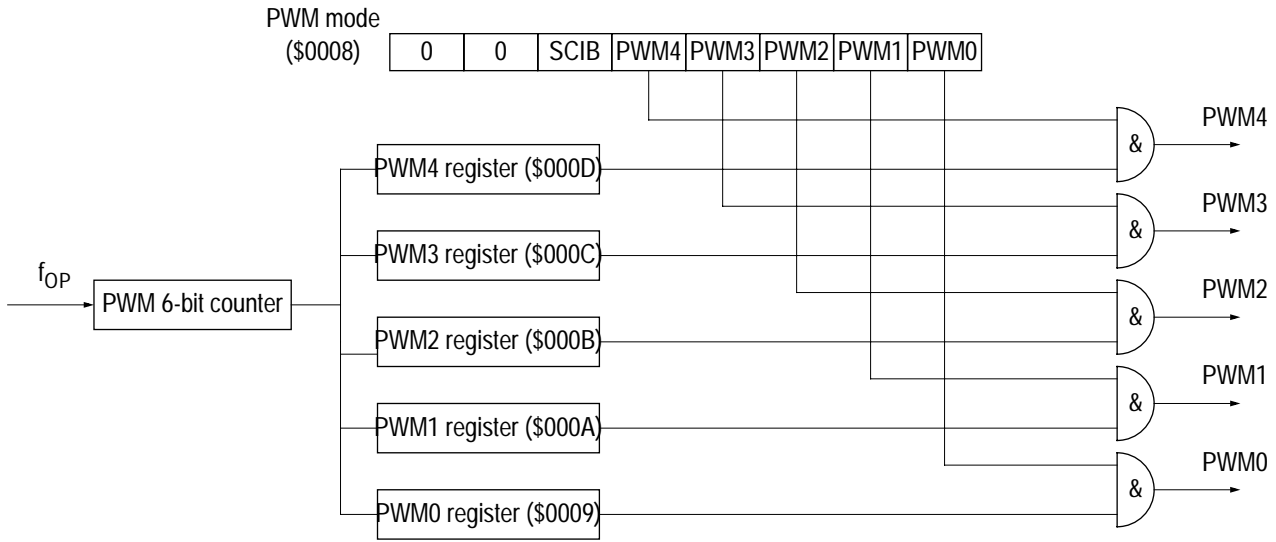 PWM mode
($0008)
0 0 SCIB PWM4 PWM3 PWM2 PWM1 PWM0
PWM4
&
PWM4 register ($000D)
PWM3
&
PWM3 register ($000C)
fOP
PWM 6-bit counter
PWM2
&
PWM2 register ($000B)
PWM1
&
PWM1 register ($000A)
PWM0
&
PWM0 register ($0009)